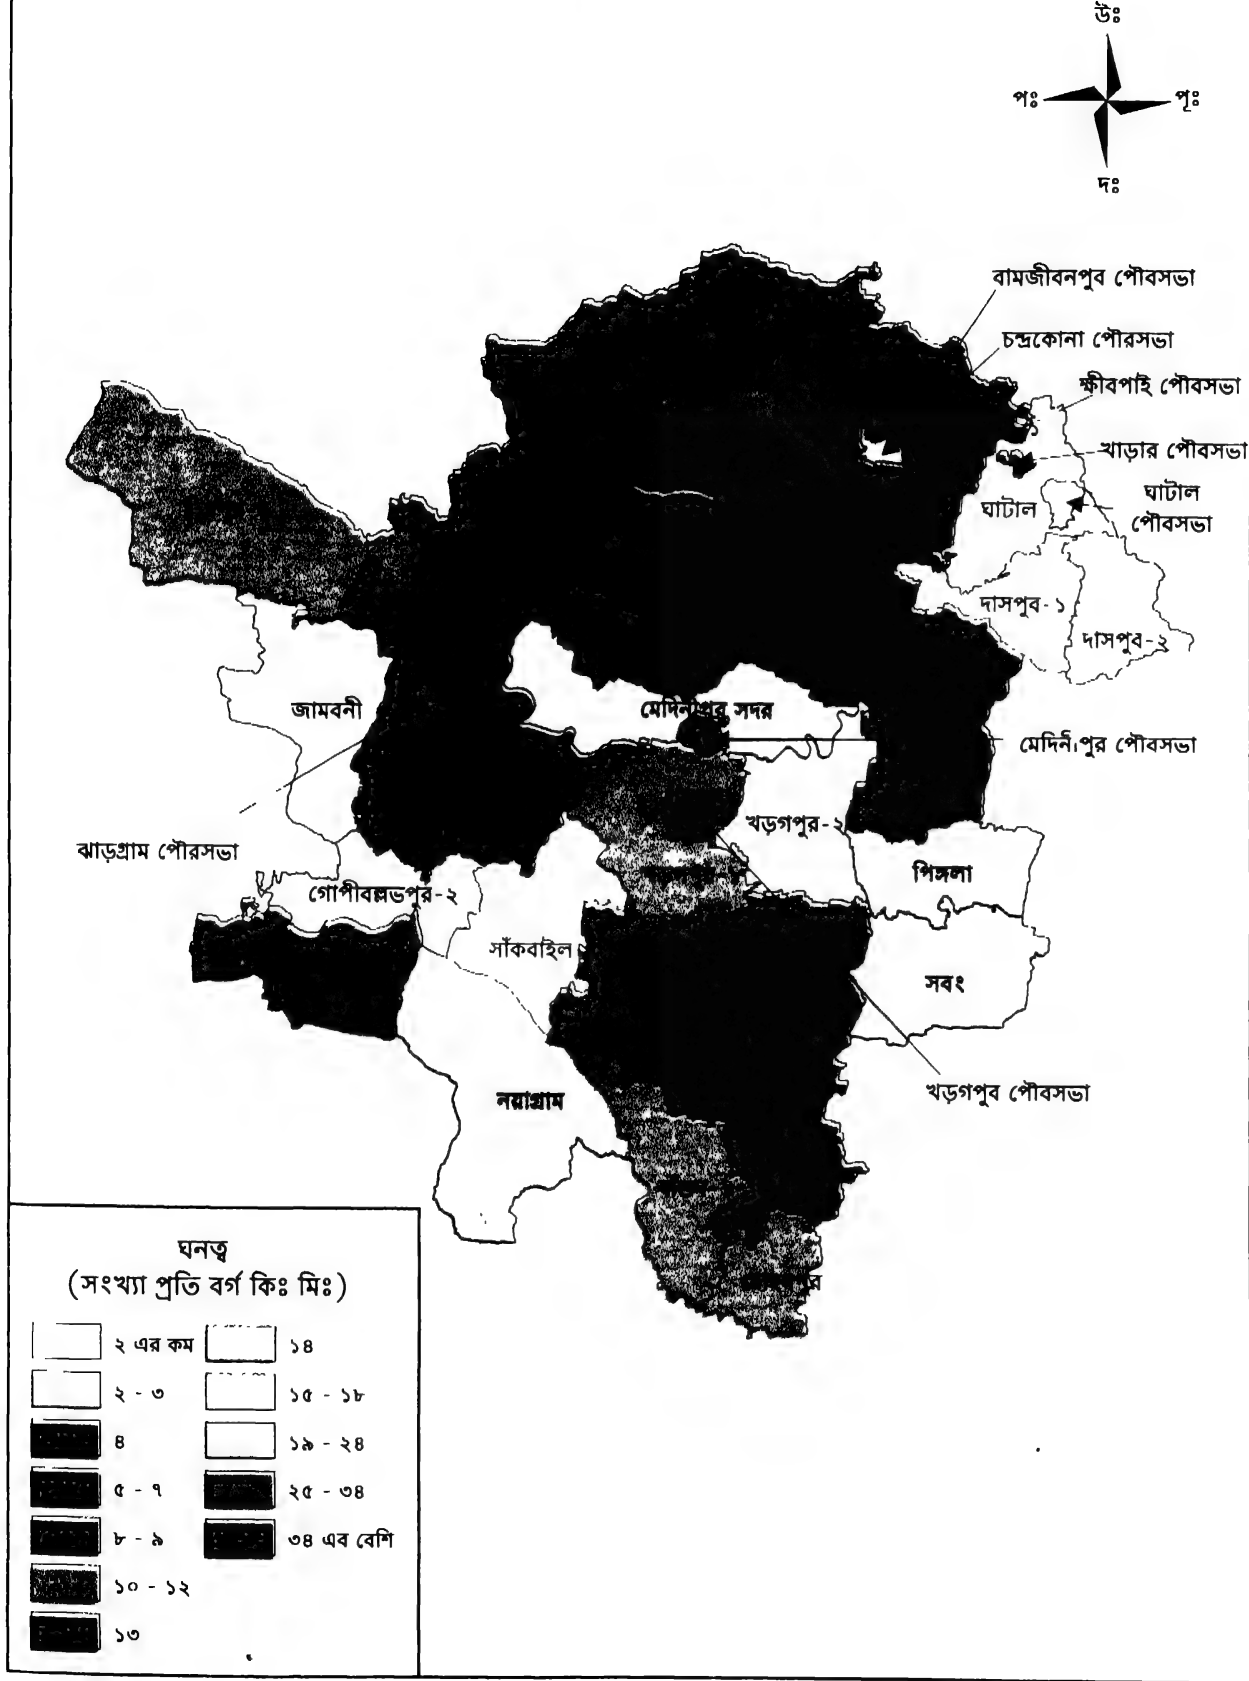 উঃ
পঃ
পূঃ
দঃ
বামজীবনপুব পৌবসভা
চন্দ্রকোনা পৌরসভা
ক্ষীবপাই পৌবসভা
খাড়ার পৌবসভা
ঘাটাল
ঘাটাল
পৌবসভা
দাসপুব-১
দাসপুব-২
জামবনী
মেদিনীপুর সদর
মেদিনীপুর পৌবসভা
খড়গপুর-২
ঝাড়গ্রাম পৌরসভা
পিঙ্গলা
গোপীবল্লভপুর-২
সাঁকবাইল
সবং
খড়গপুব পৌবসভা
নয়াগ্রাম
ঘনত্ব
(সংখ্যা প্রতি বর্গ কিঃ মিঃ)
২ এর কম
২ - ৩
৪
৫ - ৭
৮ - ৯
১০ - ১২
১৩
১৪
১৫ - ১৮
১৯ - ২৪
২৫ - ৩৪
৩৪ এব বেশি